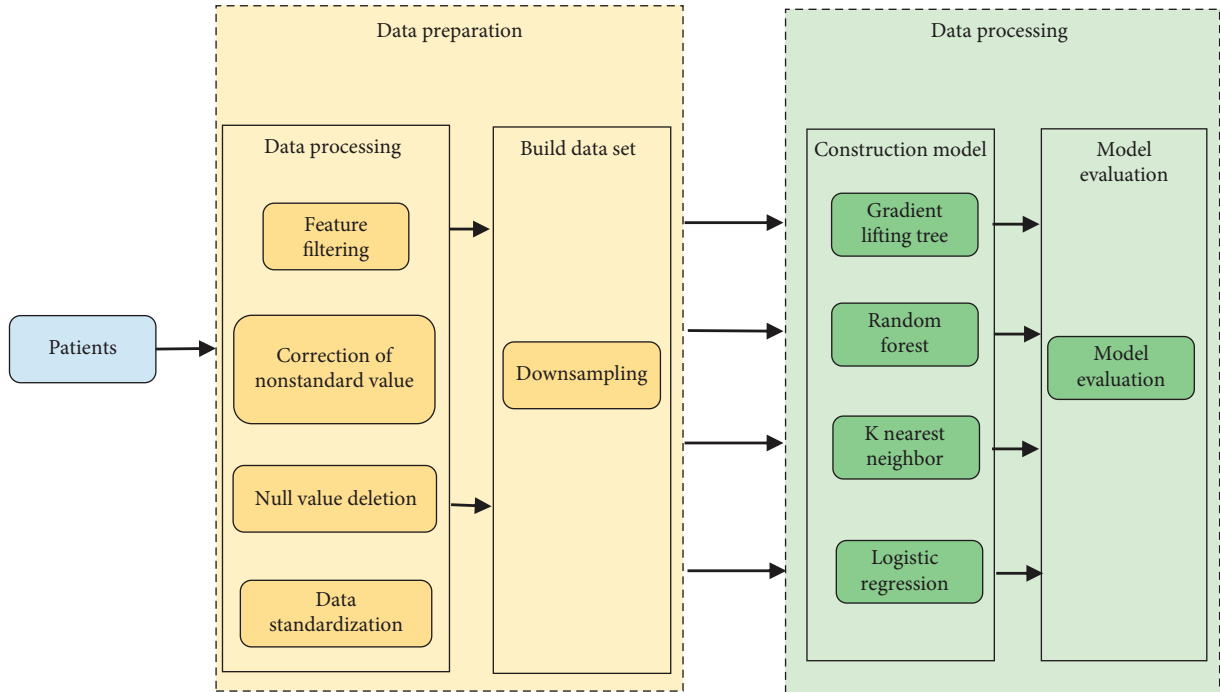 Patients
Data preparation
Data processing
Feature
filtering
Correction of
nonstandard value
Null value deletion
Data
standardization
Build data set
Downsampling
Data processing
Construction model
Gradient
lifting tree
Random
forest
K nearest
neighbor
Logistic
regression
Model
evaluation
Model
evaluation